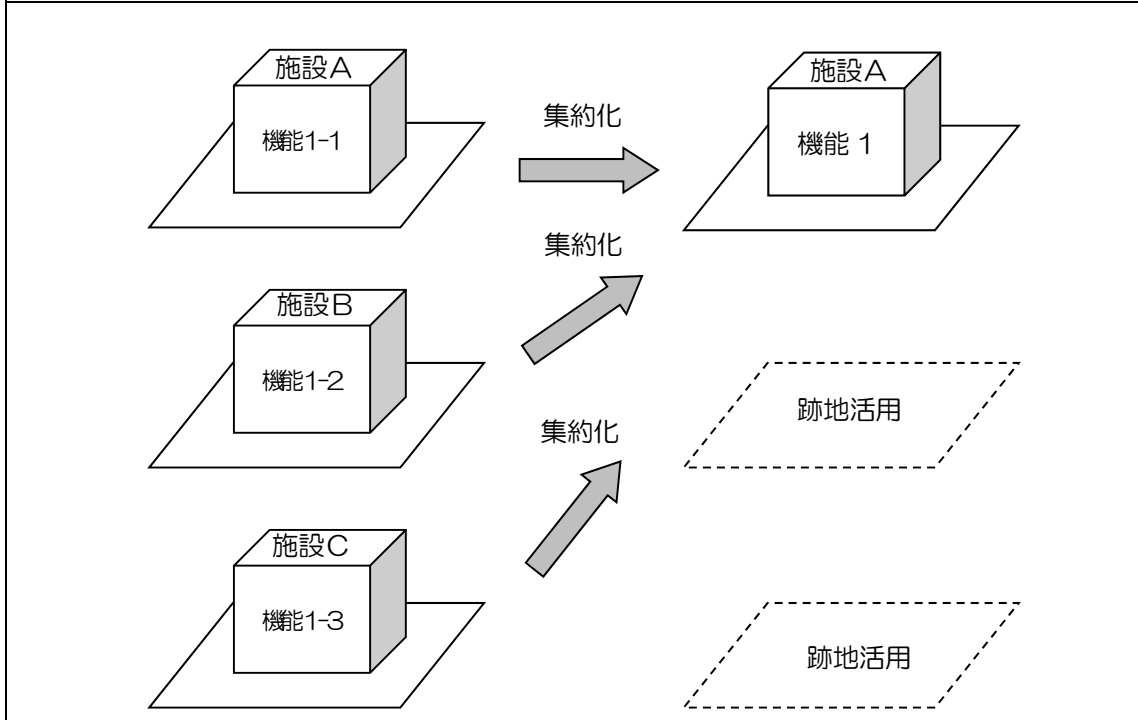 施設A
機能1-1
集約化
施設A
機能 1
集約化
施設B
機能1-2
跡地活用
集約化
施設C
機能1-3
跡地活用